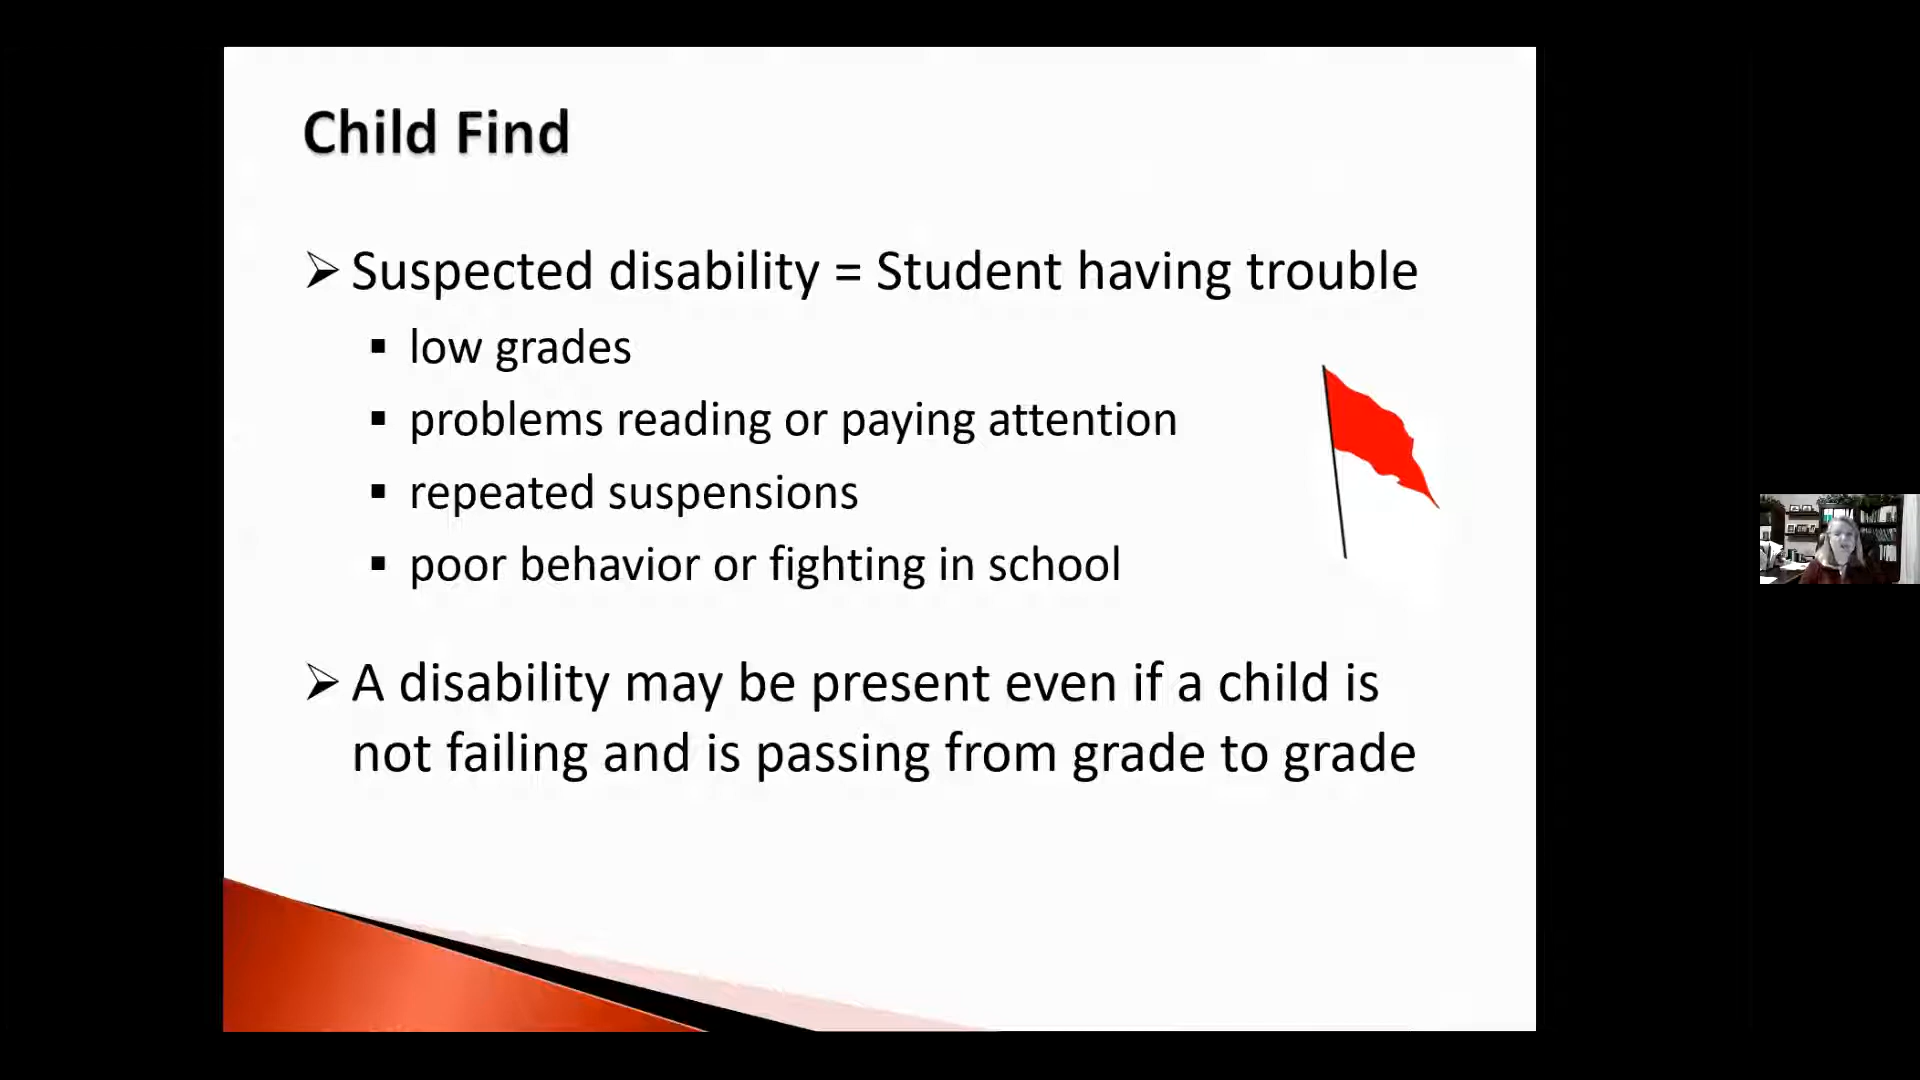 Child Find
➢ Suspected disability = Student having trouble
▪ low grades
▪ problems reading or paying attention
▪ repeated suspensions
▪ poor behavior or fighting in school
➢ A disability may be present even if a child is
not failing and is passing from grade to grade